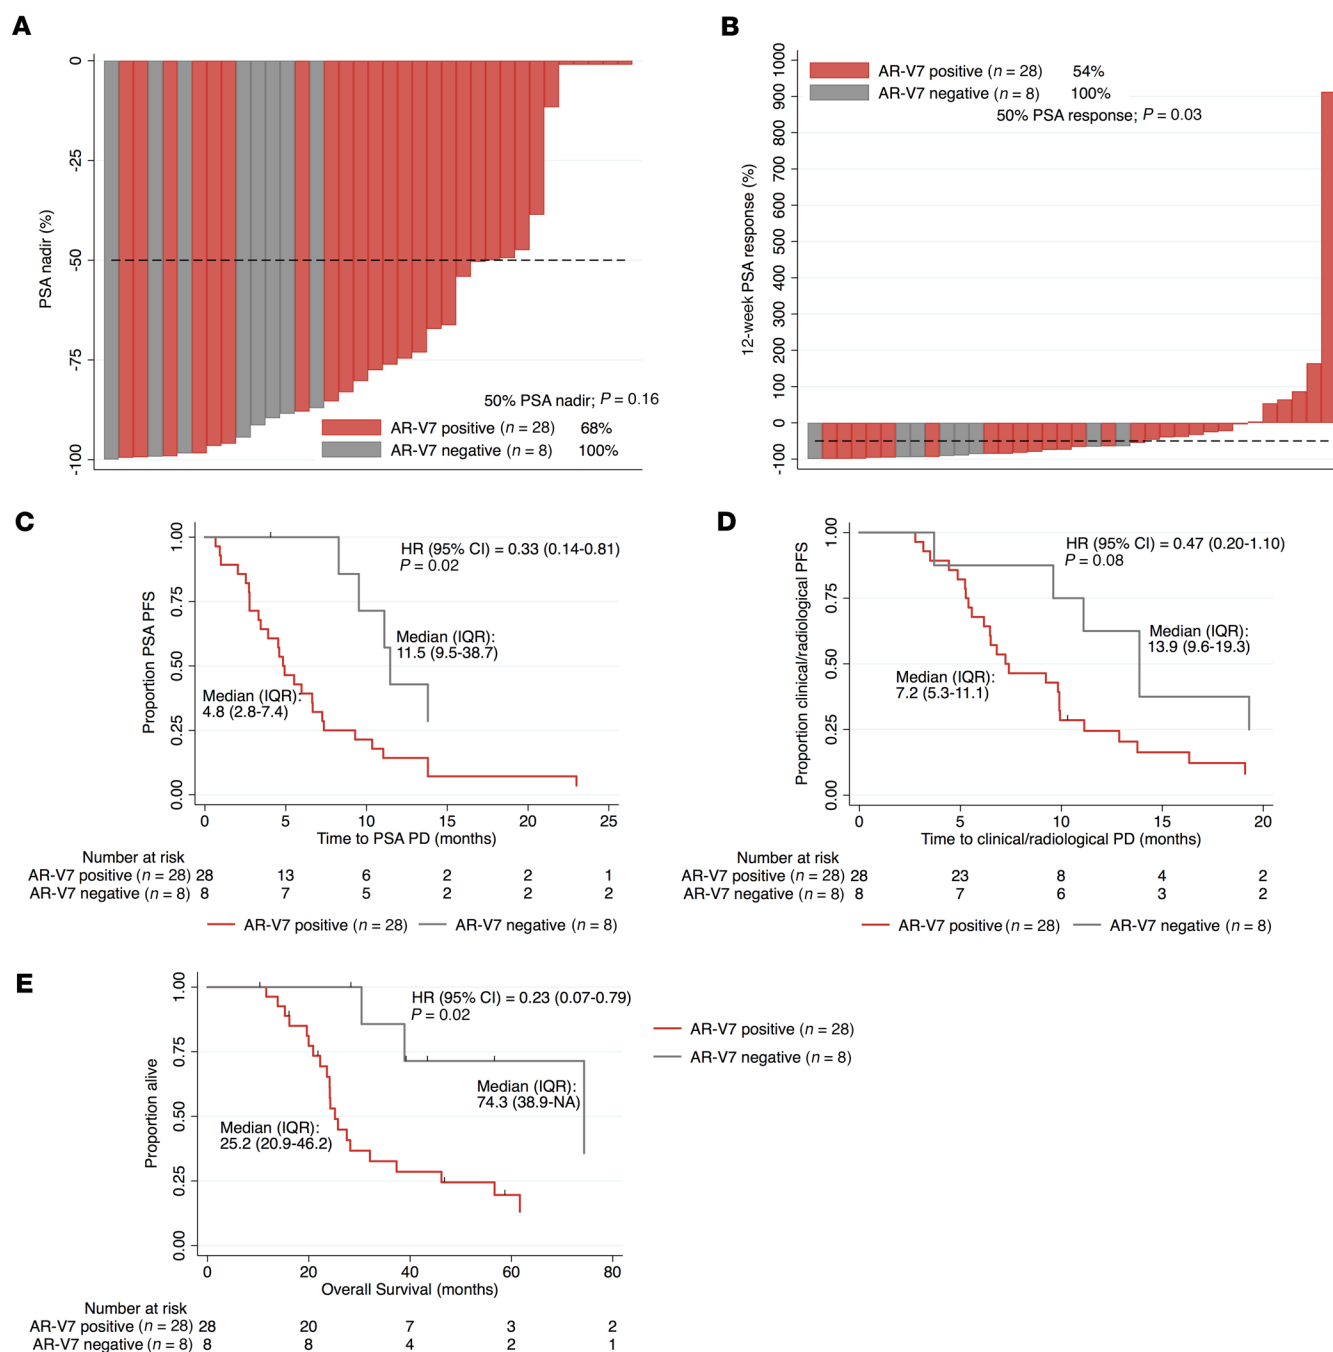 A
0
-25
-50
-75
-100
PSA nadir (%)
50% PSA nadir; P = 0.16
AR-V7 positive (n = 28) 68%
AR-V7 negative (n = 8) 100%
B
1000
900
800
700
600
500
400
300
200
100
0
-100
12-week PSA response (%)
AR-V7 positive (n = 28) 54%
AR-V7 negative (n = 8) 100%
50% PSA response; P = 0.03
C
1.00
0.75
0.50
0.25
0.00
Proportion PSA PFS
HR (95% CI) = 0.33 (0.14-0.81)
P = 0.02
Median (IQR):
11.5 (9.5-38.7)
Median (IQR):
4.8 (2.8-7.4)
0 5 10 15 20 25
Time to PSA PD (months)
Number at risk
AR-V7 positive (n = 28) 28 13 6 2 2 1
AR-V7 negative (n = 8) 8 7 5 2 2 2
AR-V7 positive (n = 28) AR-V7 negative (n = 8)
D
1.00
0.75
0.50
0.25
0.00
Proportion clinical/radiological PFS
HR (95% CI) = 0.47 (0.20-1.10)
P = 0.08
Median (IQR):
13.9 (9.6-19.3)
Median (IQR):
7.2 (5.3-11.1)
0 5 10 15 20
Time to clinical/radiological PD (months)
Number at risk
AR-V7 positive (n = 28) 28 23 8 4 2
AR-V7 negative (n = 8) 8 7 6 3 2
AR-V7 positive (n = 28) AR-V7 negative (n = 8)
E
1.00
0.75
0.50
0.25
0.00
Proportion alive
HR (95% CI) = 0.23 (0.07-0.79)
P = 0.02
Median (IQR):
74.3 (38.9-NA)
Median (IQR):
25.2 (20.9-46.2)
0 20 40 60 80
Overall Survival (months)
AR-V7 positive (n = 28)
AR-V7 negative (n = 8)
Number at risk
AR-V7 positive (n = 28) 28 20 7 3 2
AR-V7 negative (n = 8) 8 8 4 2 1